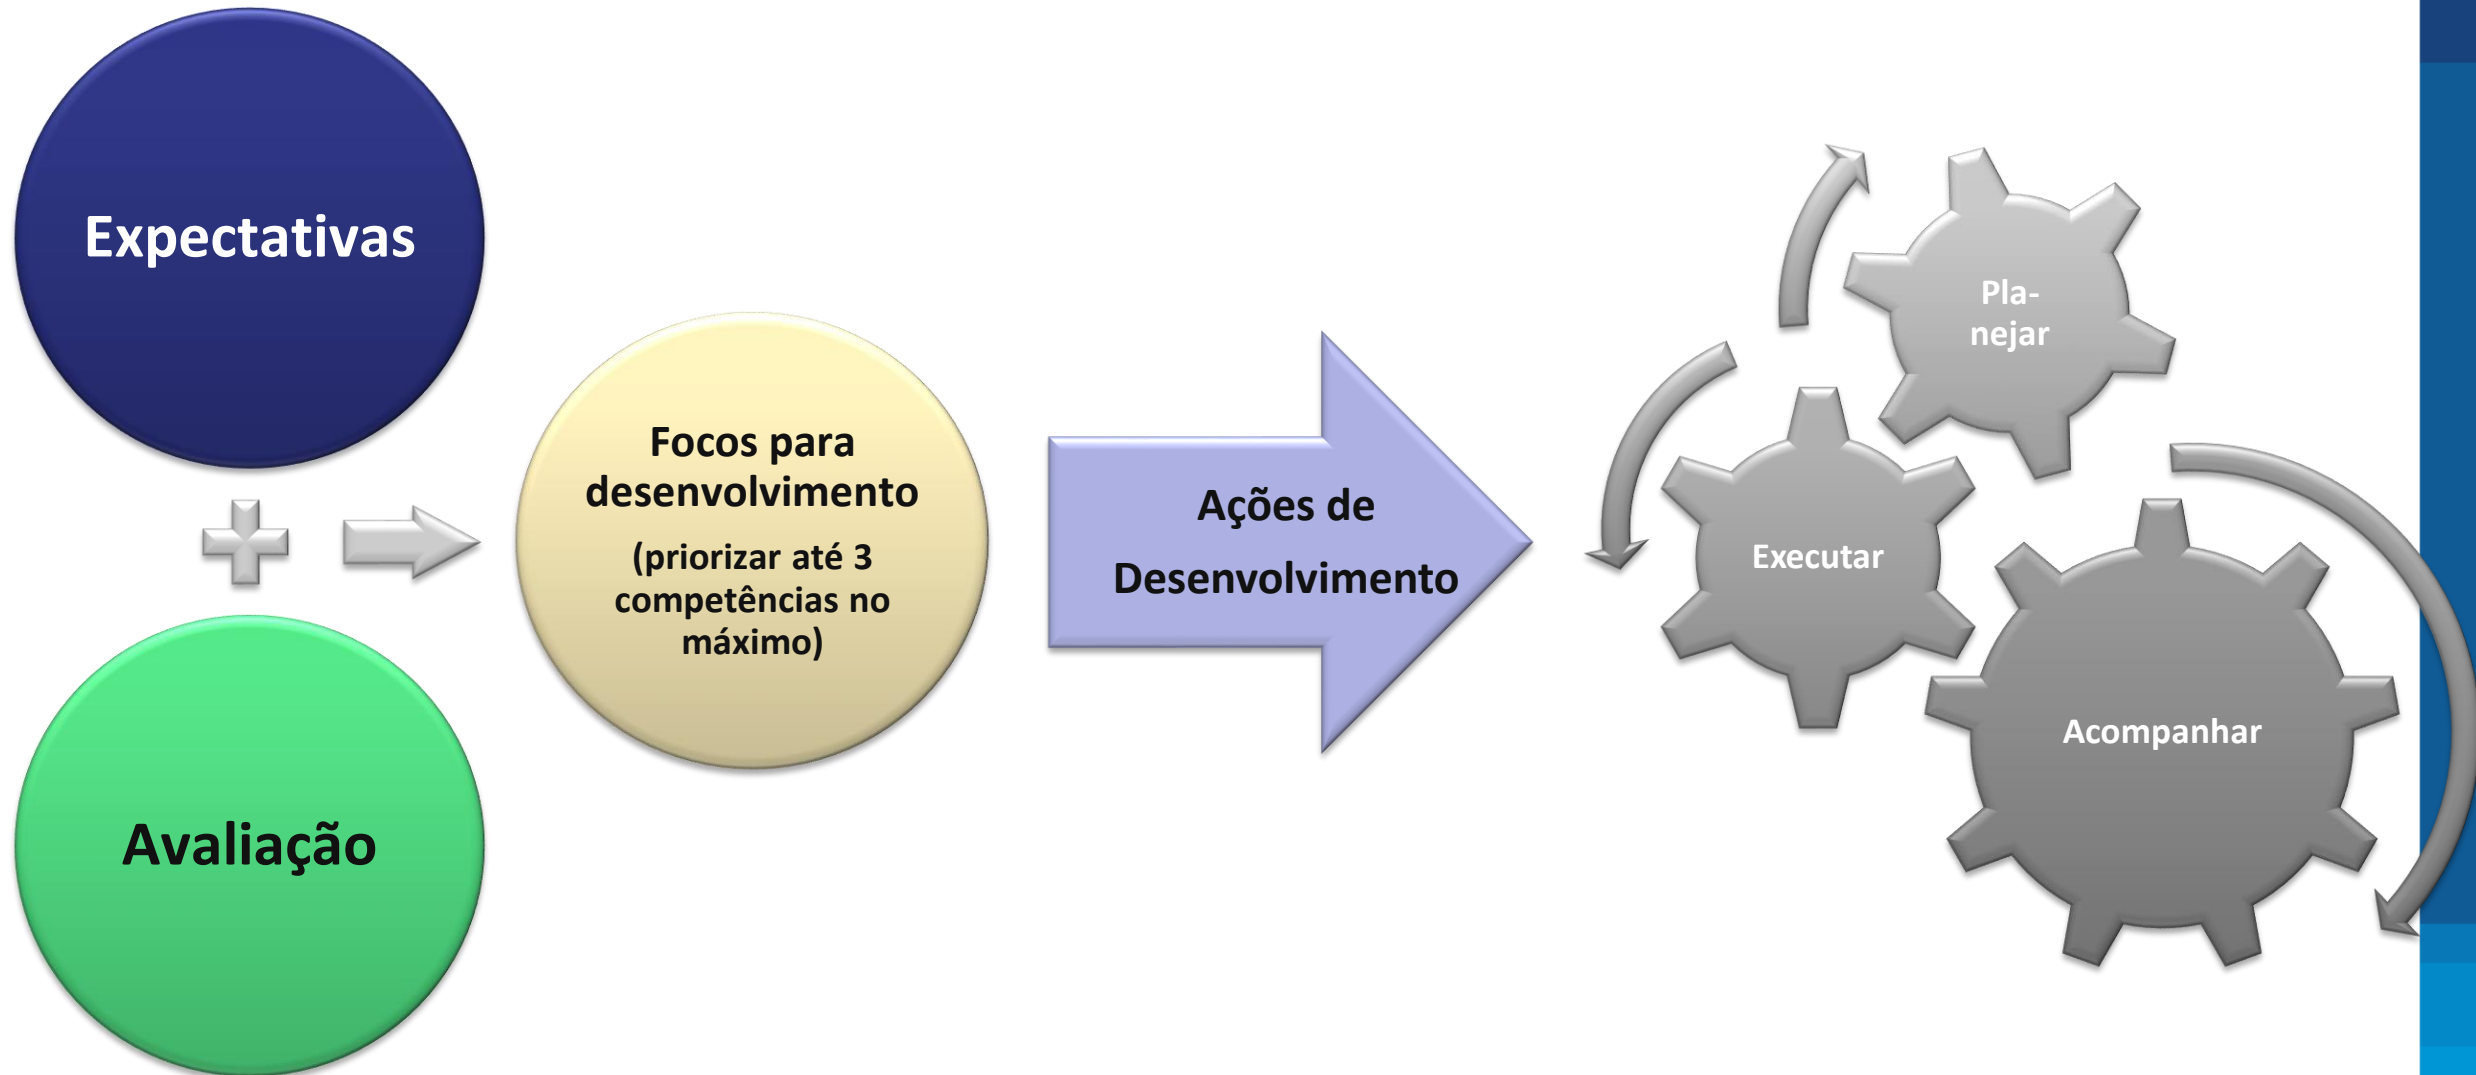 Expectativas
Avaliação
Focos para
desenvolvimento
(priorizar até 3
competências no
máximo)
Ações de
Desenvolvimento
Pla-
nejar
Executar
Acompanhar